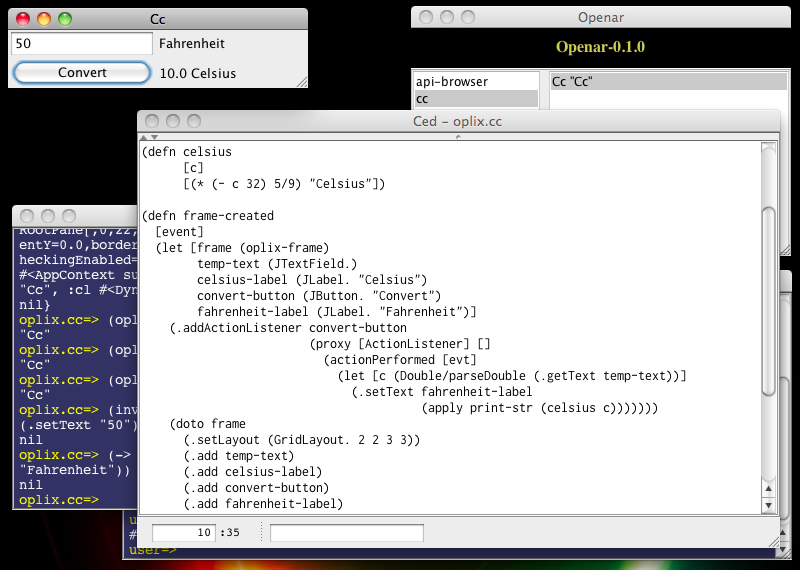 Cc
50
Fahrenheit
Convert
10.0 Celsius
Openar
Openar-0.1.0
api-browser
cc
Cc "Cc"
Ced - oplix.cc
(defn celsius
[c]
[(* (- c 32) 5/9) "Celsius"])
(defn frame-created
[event]
(let [frame (oplix-frame)
temp-text (JTextField.)
celsius-label (JLabel. "Celsius")
convert-button (JButton. "Convert")
fahrenheit-label (JLabel. "Fahrenheit")]
(.addActionListener convert-button
(proxy [ActionListener] []
(actionPerformed [evt]
(let [c (Double/parseDouble (.getText temp-text))]
(.setText fahrenheit-label
(apply print-str (celsius c)))))))
(doto frame
(.setLayout (GridLayout. 2 2 3 3))
(.add temp-text)
(.add celsius-label)
(.add convert-button)
(.add fahrenheit-label)
10 :35
entY=0.0,border
heckingEnabled=
#<AppContext su
"Cc", :cl #<Dyn
nil}
oplix.cc=> (opl
"Cc"
oplix.cc=> (opl
"Cc"
oplix.cc=> (opl
"Cc"
oplix.cc=> (inv
(.setText "50")
nil
oplix.cc=> (->
"Fahrenheit"))
nil
oplix.cc=>
u
#
user=>